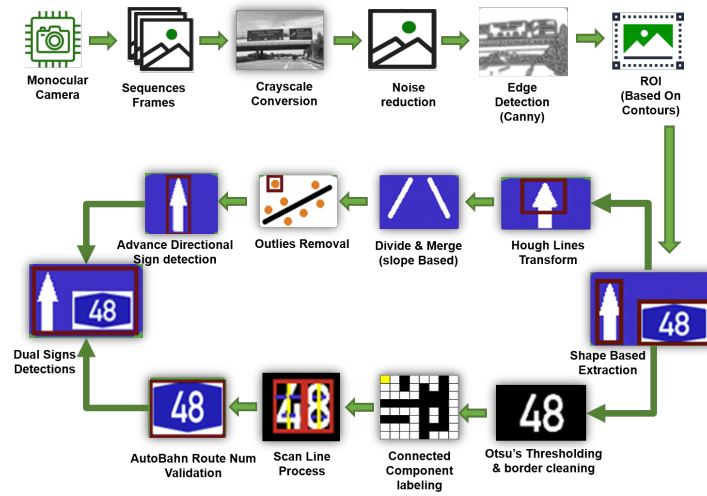 Monocular
Camera
Sequences
Frames
Crayscale
Conversion
Noise
reduction
Edge
Detection
(Canny)
ROI
(Based On
Contours)
Advance Directional
Sign detection
Outlies Removal
Divide & Merge
(slope Based)
Hough Lines
Transform
48
Dual Signs
Detections
48
Shape Based
Extraction
48
AutoBahn Route Num
Validation
48
Scan Line
Process
Connected
Component
labeling
48
Otsu's Thresholding
& border cleaning